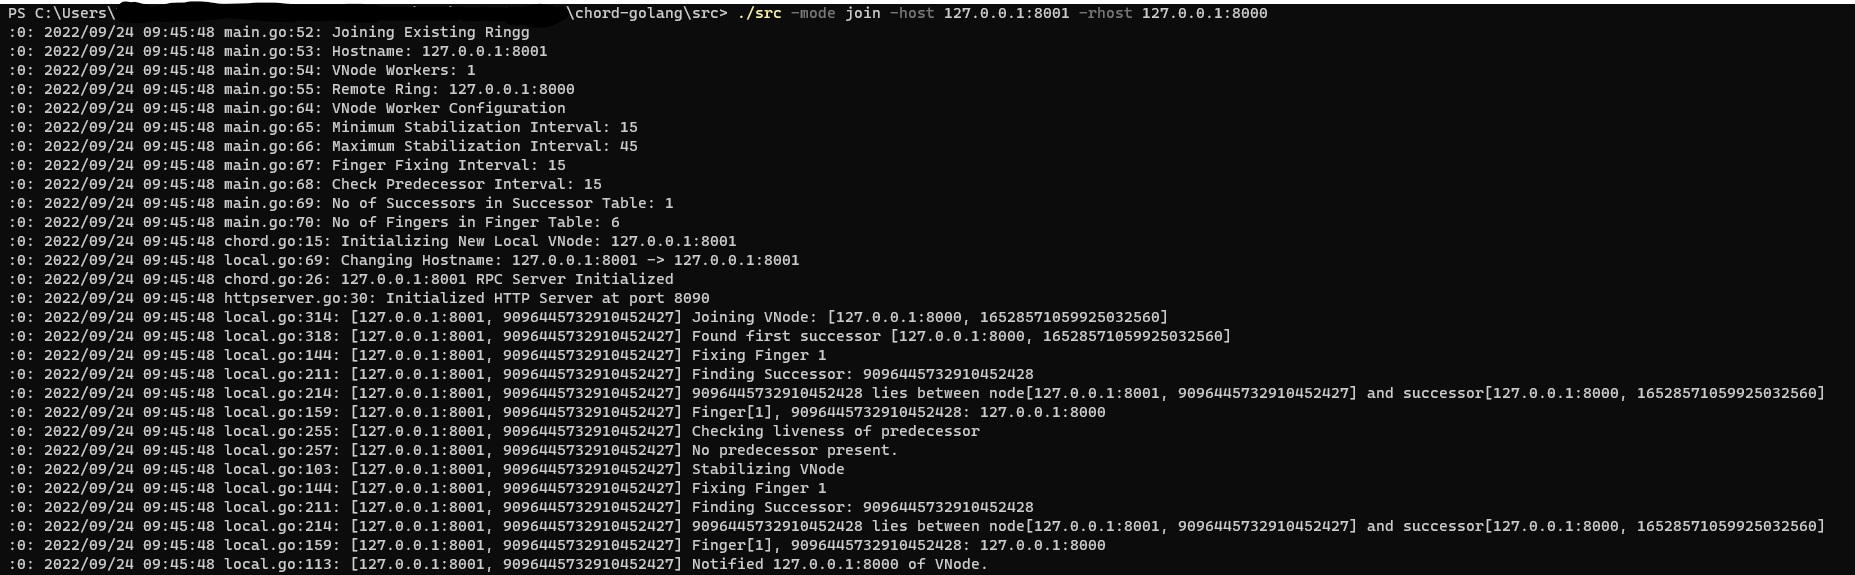 PS C:\Users\ \chord-golang\src> ./src -mode join -host 127.0.0.1:8001 -rhost 127.0.0.1:8000
:0: 2022/09/24 09:45:48 main.go:52: Joining Existing Ringg
:0: 2022/09/24 09:45:48 main.go:53: Hostname: 127.0.0.1:8001
:0: 2022/09/24 09:45:48 main.go:54: VNode Workers: 1
:0: 2022/09/24 09:45:48 main.go:55: Remote Ring: 127.0.0.1:8000
:0: 2022/09/24 09:45:48 main.go:64: VNode Worker Configuration
:0: 2022/09/24 09:45:48 main.go:65: Minimum Stabilization Interval: 15
:0: 2022/09/24 09:45:48 main.go:66: Maximum Stabilization Interval: 45
:0: 2022/09/24 09:45:48 main.go:67: Finger Fixing Interval: 15
:0: 2022/09/24 09:45:48 main.go:68: Check Predecessor Interval: 15
:0: 2022/09/24 09:45:48 main.go:69: No of Successors in Successor Table: 1
:0: 2022/09/24 09:45:48 main.go:70: No of Fingers in Finger Table: 6
:0: 2022/09/24 09:45:48 chord.go:15: Initializing New Local VNode: 127.0.0.1:8001
:0: 2022/09/24 09:45:48 local.go:69: Changing Hostname: 127.0.0.1:8001 -> 127.0.0.1:8001
:0: 2022/09/24 09:45:48 chord.go:26: 127.0.0.1:8001 RPC Server Initialized
:0: 2022/09/24 09:45:48 httpserver.go:30: Initialized HTTP Server at port 8090
:0: 2022/09/24 09:45:48 local.go:314: [127.0.0.1:8001, 9096445732910452427] Joining VNode: [127.0.0.1:8000, 16528571059925032560]
:0: 2022/09/24 09:45:48 local.go:318: [127.0.0.1:8001, 9096445732910452427] Found first successor [127.0.0.1:8000, 16528571059925032560]
:0: 2022/09/24 09:45:48 local.go:144: [127.0.0.1:8001, 9096445732910452427] Fixing Finger 1
:0: 2022/09/24 09:45:48 local.go:211: [127.0.0.1:8001, 9096445732910452427] Finding Successor: 9096445732910452428
:0: 2022/09/24 09:45:48 local.go:214: [127.0.0.1:8001, 9096445732910452427] 9096445732910452428 lies between node[127.0.0.1:8001, 9096445732910452427] and successor[127.0.0.1:8000, 16528571059925032560]
:0: 2022/09/24 09:45:48 local.go:159: [127.0.0.1:8001, 9096445732910452427] Finger[1], 9096445732910452428: 127.0.0.1:8000
:0: 2022/09/24 09:45:48 local.go:255: [127.0.0.1:8001, 9096445732910452427] Checking liveness of predecessor
:0: 2022/09/24 09:45:48 local.go:257: [127.0.0.1:8001, 9096445732910452427] No predecessor present.
:0: 2022/09/24 09:45:48 local.go:103: [127.0.0.1:8001, 9096445732910452427] Stabilizing VNode
:0: 2022/09/24 09:45:48 local.go:144: [127.0.0.1:8001, 9096445732910452427] Fixing Finger 1
:0: 2022/09/24 09:45:48 local.go:211: [127.0.0.1:8001, 9096445732910452427] Finding Successor: 9096445732910452428
:0: 2022/09/24 09:45:48 local.go:214: [127.0.0.1:8001, 9096445732910452427] 9096445732910452428 lies between node[127.0.0.1:8001, 9096445732910452427] and successor[127.0.0.1:8000, 16528571059925032560]
:0: 2022/09/24 09:45:48 local.go:159: [127.0.0.1:8001, 9096445732910452427] Finger[1], 9096445732910452428: 127.0.0.1:8000
:0: 2022/09/24 09:45:48 local.go:113: [127.0.0.1:8001, 9096445732910452427] Notified 127.0.0.1:8000 of VNode.